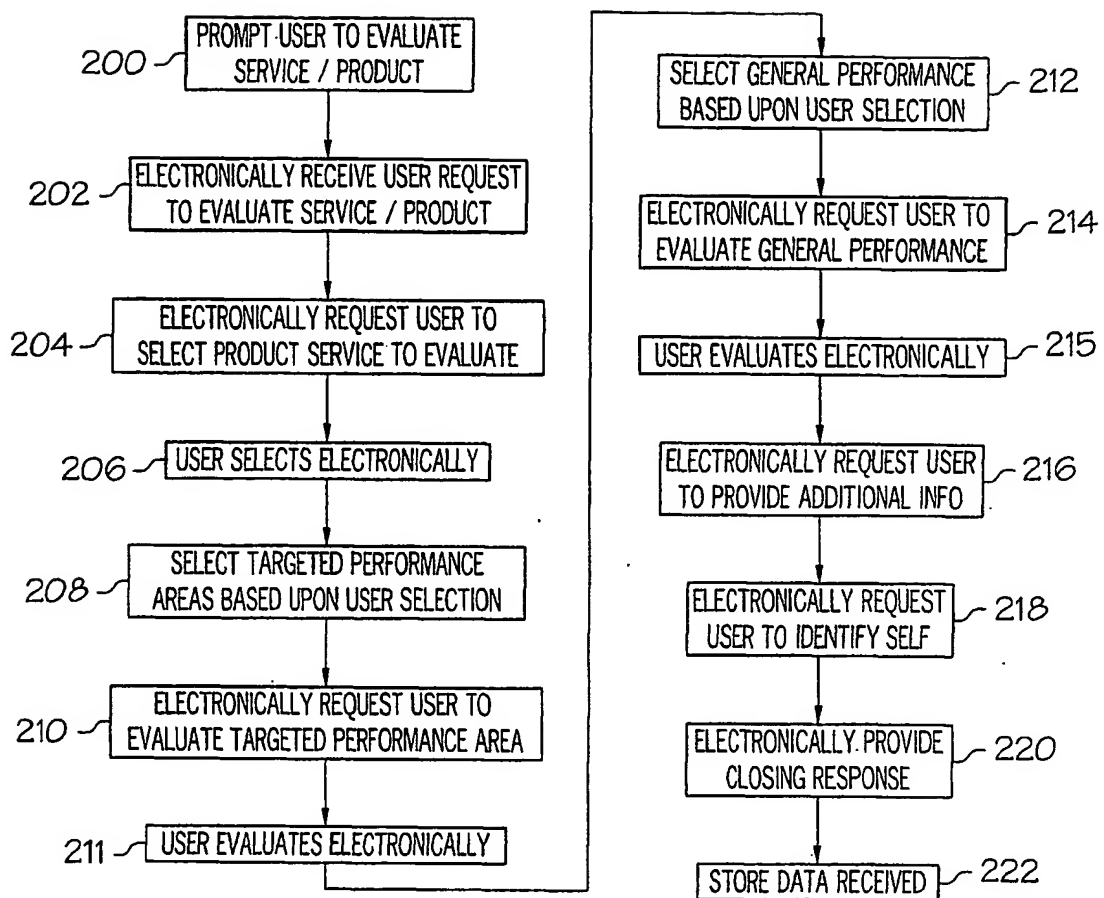 200
PROMPT USER TO EVALUATE
SERVICE / PRODUCT
202
ELECTRONICALLY RECEIVE USER REQUEST
TO EVALUATE SERVICE / PRODUCT
204
ELECTRONICALLY REQUEST USER TO
SELECT PRODUCT SERVICE TO EVALUATE
206
USER SELECTS ELECTRONICALLY
208
SELECT TARGETED PERFORMANCE
AREAS BASED UPON USER SELECTION
210
ELECTRONICALLY REQUEST USER TO
EVALUATE TARGETED PERFORMANCE AREA
211
USER EVALUATES ELECTRONICALLY
SELECT GENERAL PERFORMANCE
BASED UPON USER SELECTION
212
ELECTRONICALLY REQUEST USER TO
EVALUATE GENERAL PERFORMANCE
214
USER EVALUATES ELECTRONICALLY
215
ELECTRONICALLY REQUEST USER
TO PROVIDE ADDITIONAL INFO
216
ELECTRONICALLY REQUEST
USER TO IDENTIFY SELF
218
ELECTRONICALLY PROVIDE
CLOSING RESPONSE
220
STORE DATA RECEIVED
222